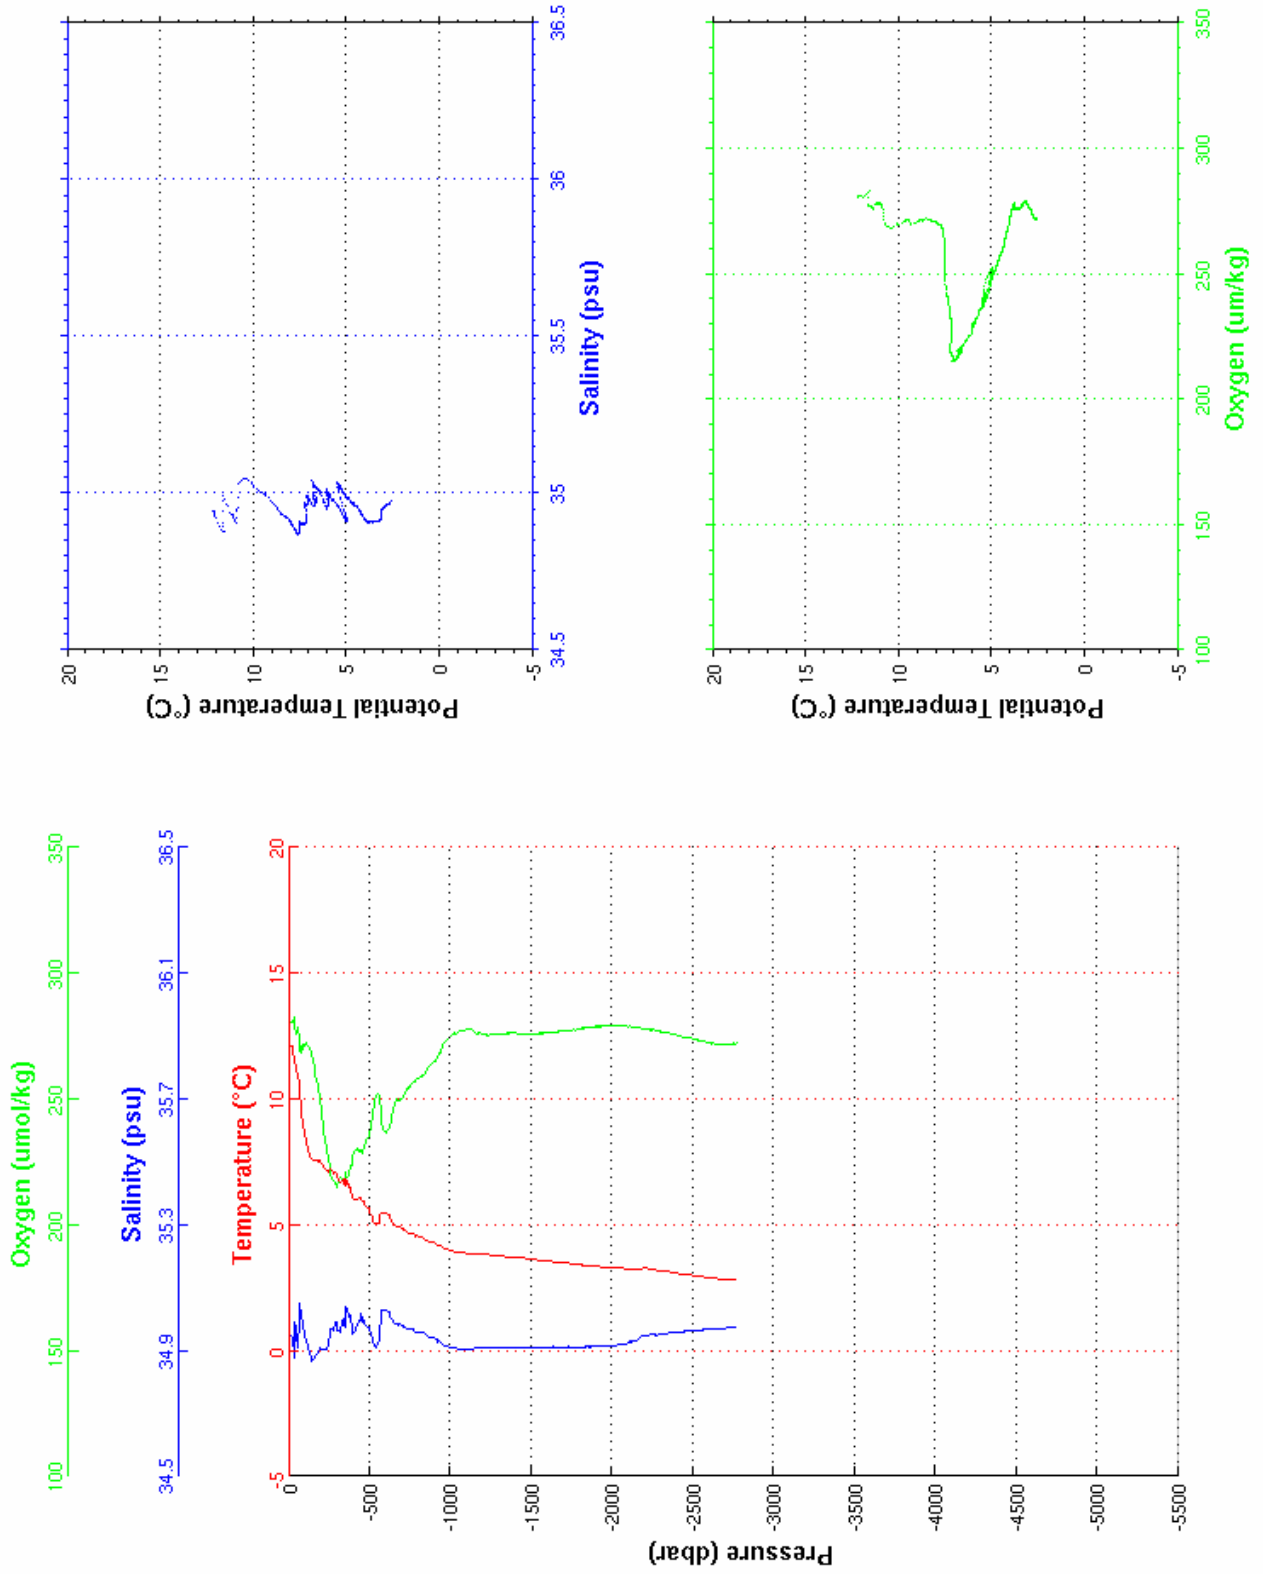 Oxygen (umol/kg)
100 150 200 250 300 350
Salinity (psu)
34.5 34.9 35.3 35.7 36.1 36.5
Temperature (°C)
-5 0 5 10 15 20
0
-500
-1000
-1500
-2000
-2500
-3000
-3500
-4000
-4500
-5000
-5500
Pressure (dbar)
20
15
10
5
0
-5
Potential Temperature (°C)
34.5 35 35.5 36 36.5
Salinity (psu)
20
15
10
5
0
-5
Potential Temperature (°C)
100 150 200 250 300 350
Oxygen (um/kg)